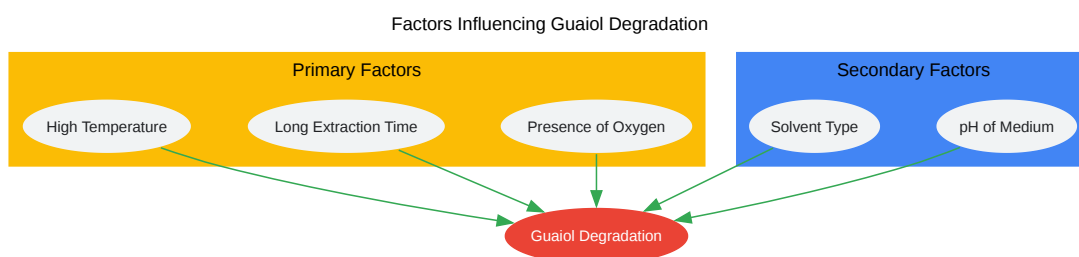 Factors Influencing Guaiol Degradation
Primary Factors
Secondary Factors
High Temperature
Long Extraction Time
Presence of Oxygen
Solvent Type
pH of Medium
Guaiol Degradation